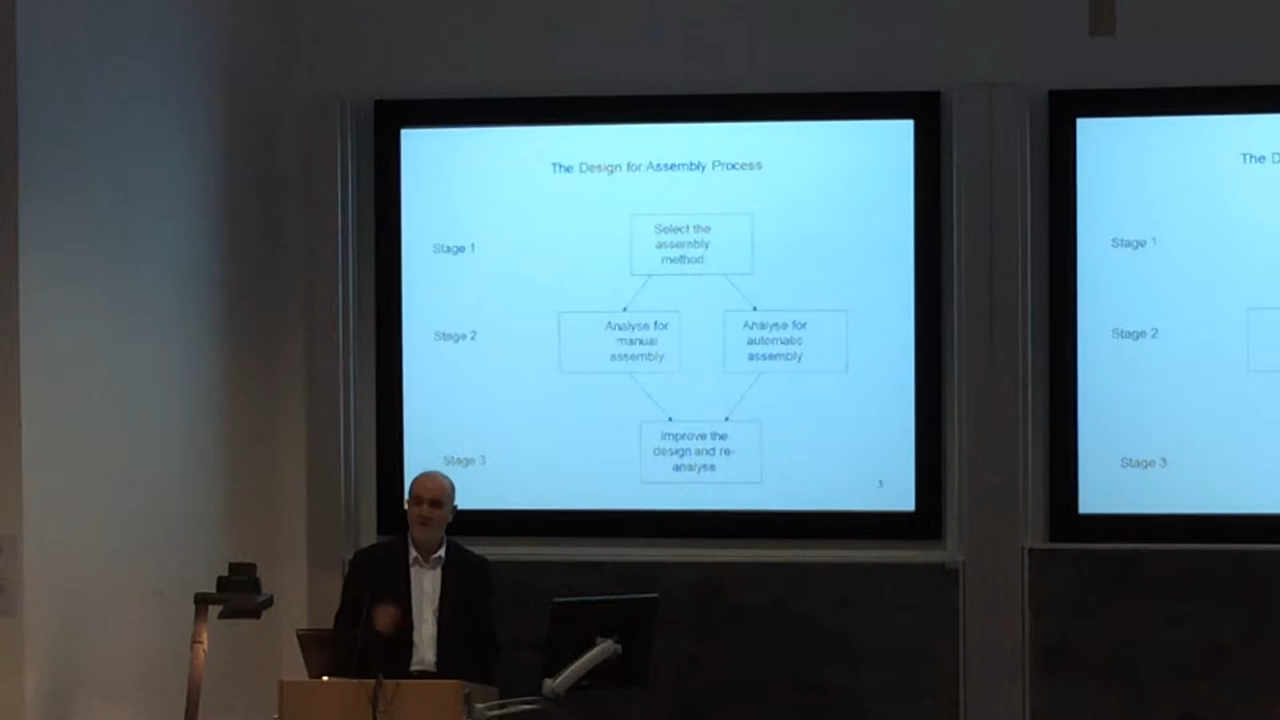 The Design for Assembly Process
Stage 1
Select the
assembly
method
Stage 2
Analyse for
manual
assembly
Analyse for
automatic
assembly
Stage 3
Improve the
design and re-
analyse
3
The D
Stage 1
Stage 2
Stage 3